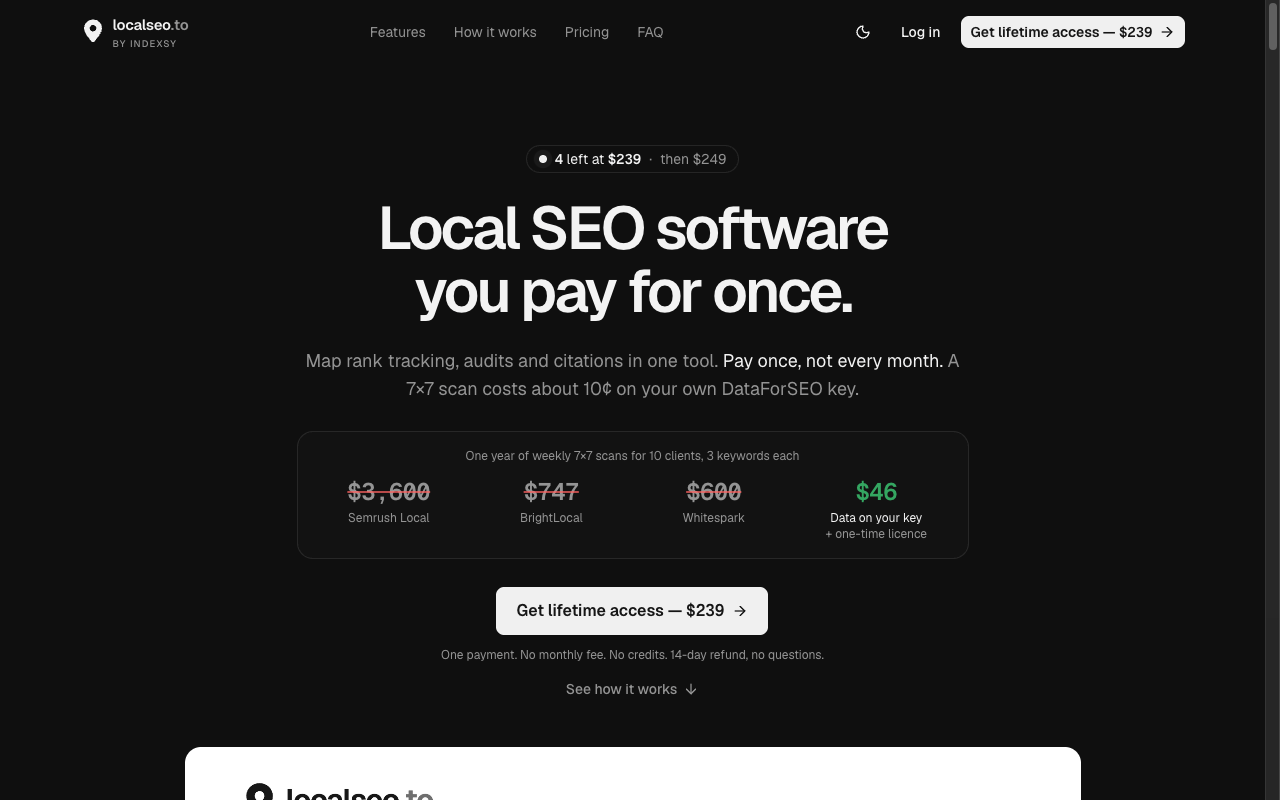 localseo.to
BY INDEXSY
Features
How it works
Pricing
FAQ
Log in
Get lifetime access — $239 →
4 left at $239 · then $249
Local SEO software
you pay for once.
Map rank tracking, audits and citations in one tool. Pay once, not every month. A
7×7 scan costs about 10¢ on your own DataForSEO key.
One year of weekly 7×7 scans for 10 clients, 3 keywords each
$3,600
Semrush Local
$747
BrightLocal
$600
Whitespark
$46
Data on your key
+ one-time licence
Get lifetime access — $239 →
One payment. No monthly fee. No credits. 14-day refund, no questions.
See how it works ↓
localseo.to